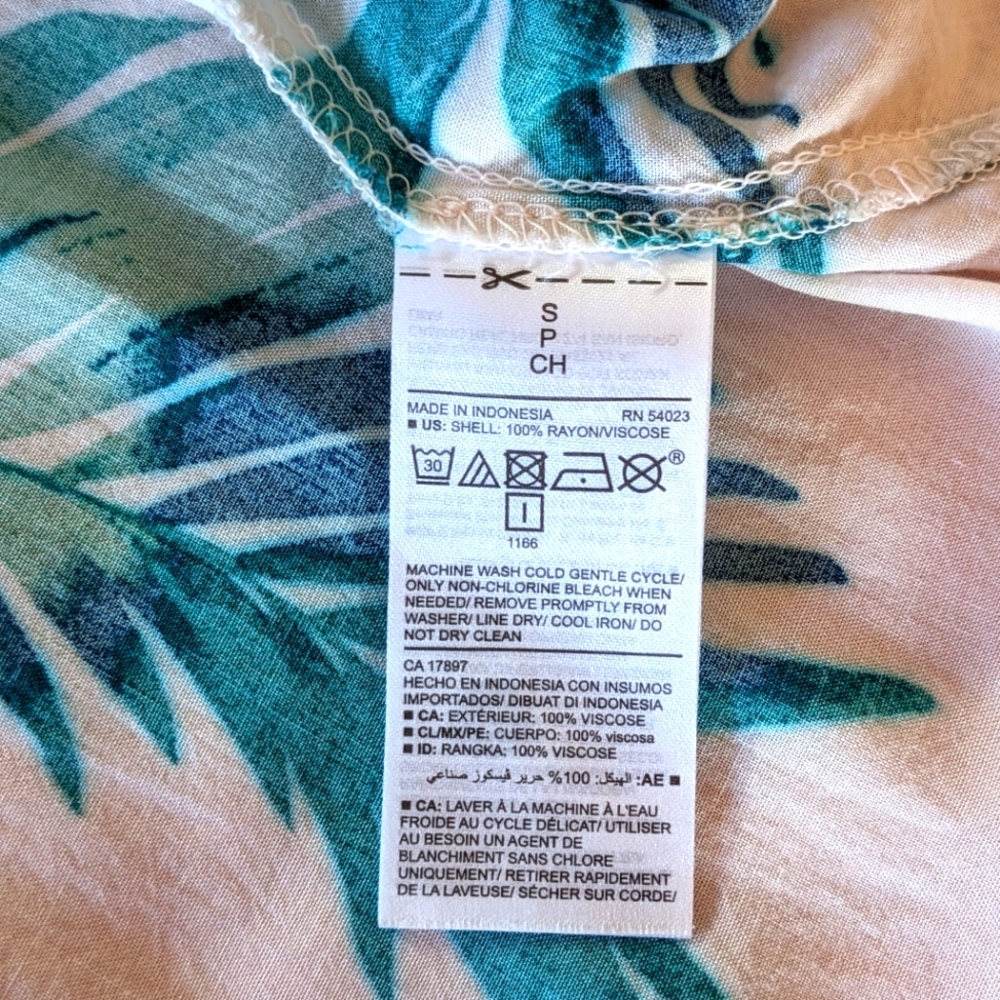 S
P
CH
MADE IN INDONESIA RN 54023
■ US: SHELL: 100% RAYON/VISCOSE
30 ®
1166
MACHINE WASH COLD GENTLE CYCLE/
ONLY NON-CHLORINE BLEACH WHEN
NEEDED/ REMOVE PROMPTLY FROM
WASHER/ LINE DRY/ COOL IRON/ DO
NOT DRY CLEAN
CA 17897
HECHO EN INDONESIA CON INSUMOS
IMPORTADOS/ DIBUAT DI INDONESIA
■ CA: EXTÉRIEUR: 100% VISCOSE
■ CL/MX/PE: CUERPO: 100% viscosa
■ ID: RANGKA: 100% VISCOSE
■ AE: الهيكل: 100% حرير ڤيسكوز صناعي
■ CA: LAVER À LA MACHINE À L'EAU
FROIDE AU CYCLE DÉLICAT/ UTILISER
AU BESOIN UN AGENT DE
BLANCHIMENT SANS CHLORE
UNIQUEMENT/ RETIRER RAPIDEMENT
DE LA LAVEUSE/ SÉCHER SUR CORDE/